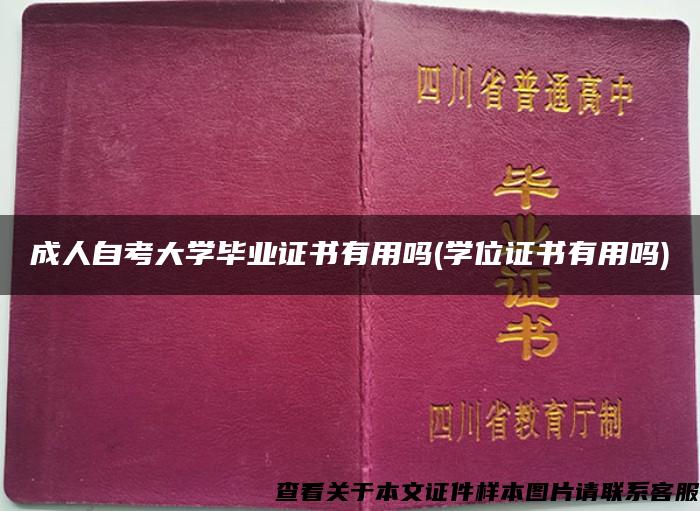 四川省普通高中
毕业证书
成人自考大学毕业证书有用吗(学位证书有用吗)
四川省教育厅制
查看关于本文证件样本图片请联系客服